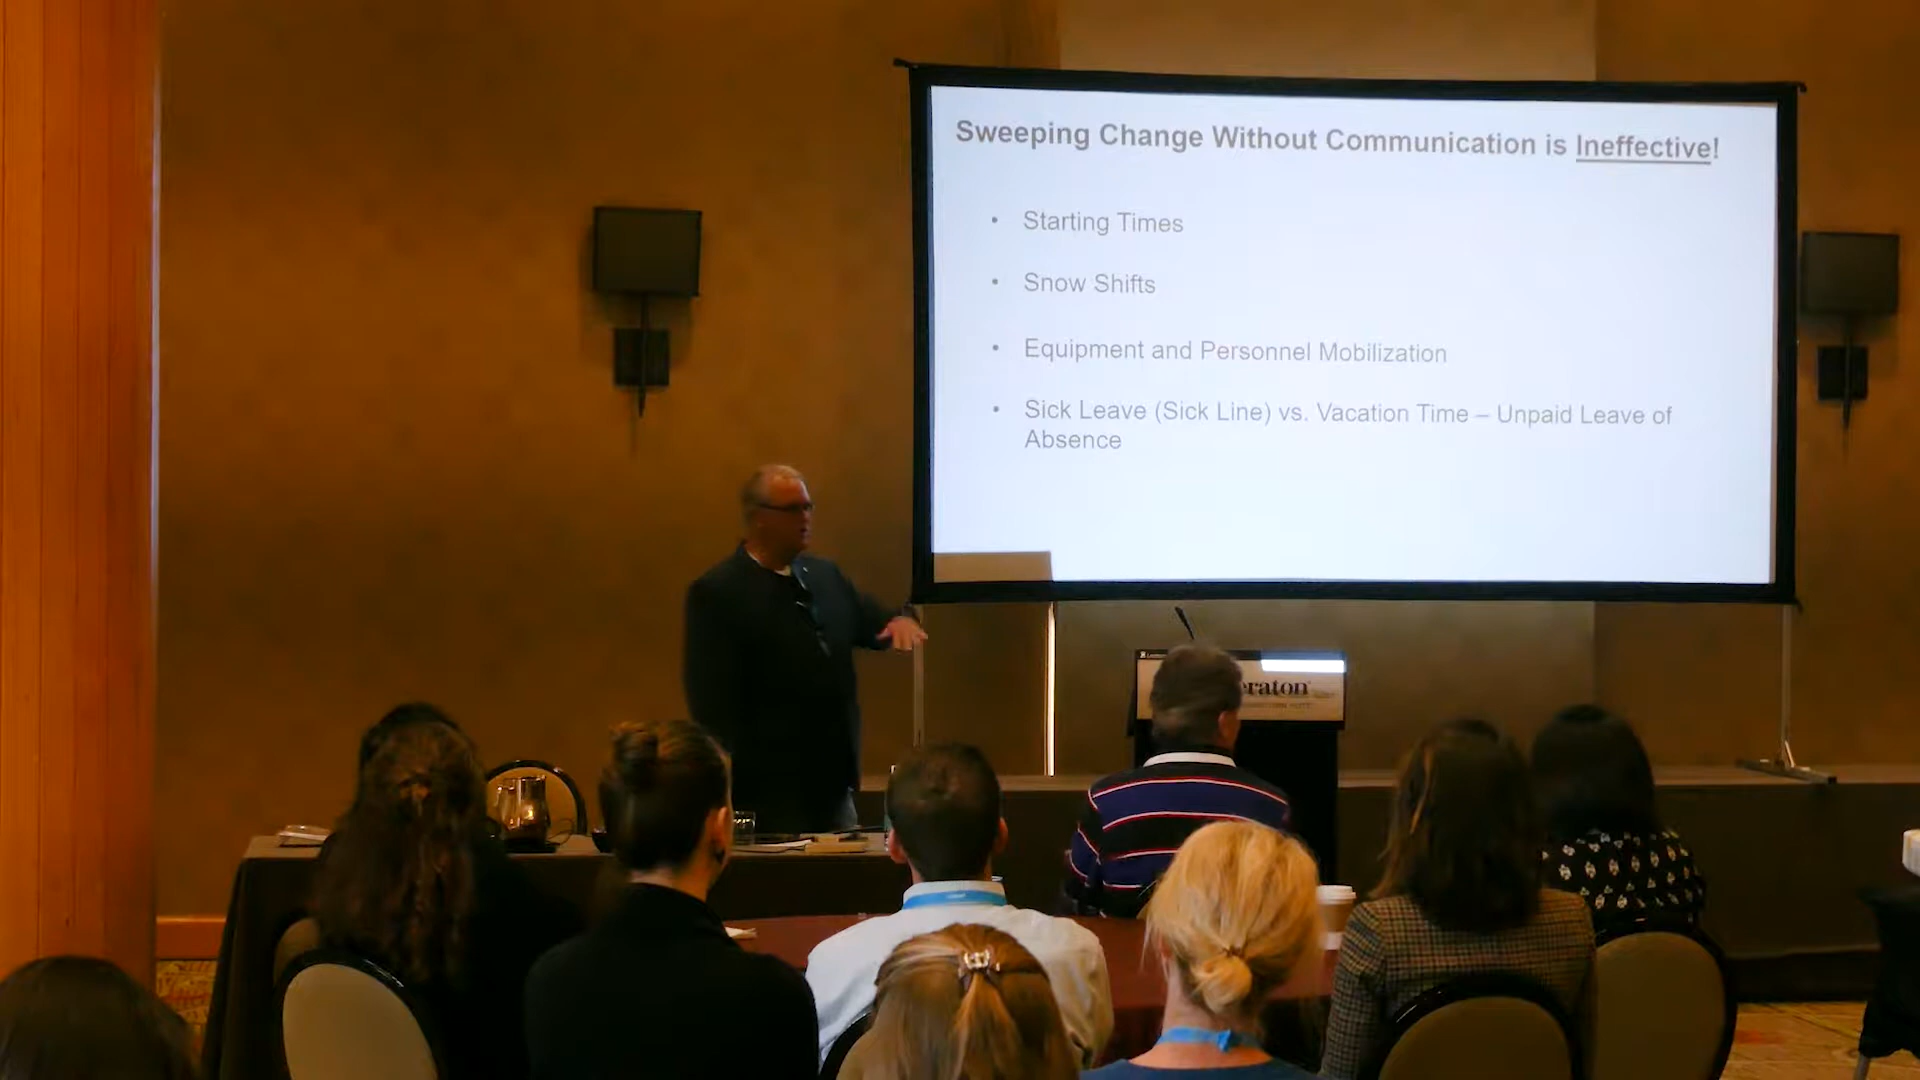 Sweeping Change Without Communication is Ineffective!
• Starting Times
• Snow Shifts
• Equipment and Personnel Mobilization
• Sick Leave (Sick Line) vs. Vacation Time – Unpaid Leave of
Absence
eraton